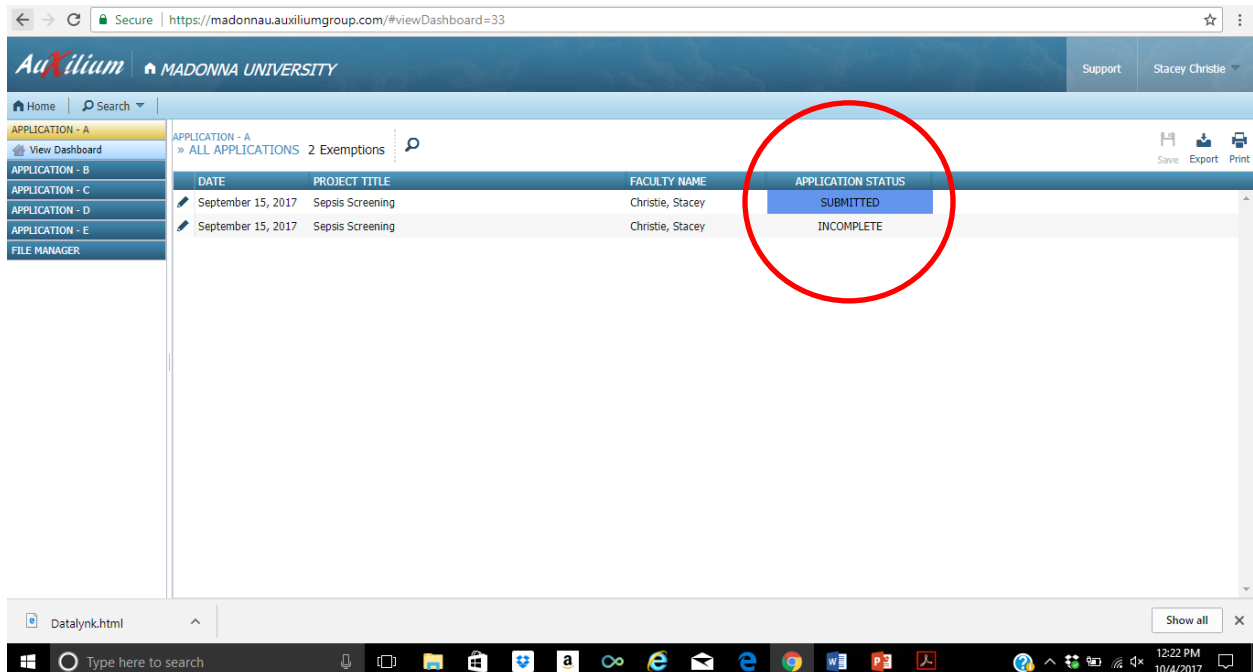 Secure | https://madonnau.auxiliumgroup.com/#viewDashboard=33
AuXilium MADONNA UNIVERSITY Support Stacey Christie
Home Search
APPLICATION - A
View Dashboard
APPLICATION - B
APPLICATION - C
APPLICATION - D
APPLICATION - E
FILE MANAGER
APPLICATION - A
» ALL APPLICATIONS 2 Exemptions
Save Export Print
DATE PROJECT TITLE FACULTY NAME APPLICATION STATUS
September 15, 2017 Sepsis Screening Christie, Stacey SUBMITTED
September 15, 2017 Sepsis Screening Christie, Stacey INCOMPLETE
Datalynk.html Show all
Type here to search
12:22 PM
10/4/2017